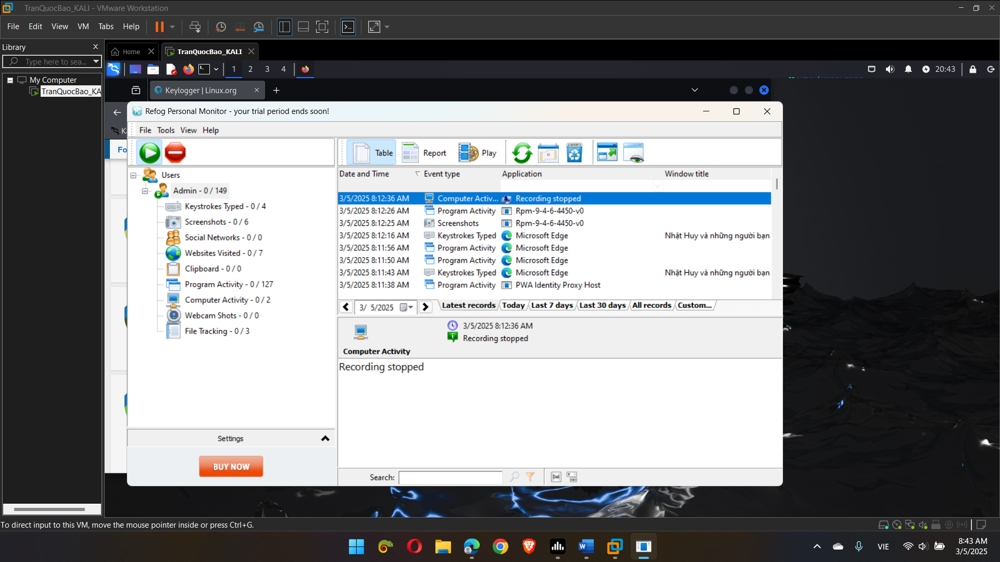 TranQuocBao_KALI - VMware Workstation
File Edit View VM Tabs Help
Library
Type here to sea...
My Computer
TranQuocBao_KA
Home
TranQuocBao_KALI
1 2 3 4
20:43
Keylogger | Linux.org
Fo
Refog Personal Monitor - your trial period ends soon!
File Tools View Help
Table Report Play
Users
Admin - 0 / 149
Keystrokes Typed - 0 / 4
Screenshots - 0 / 6
Social Networks - 0 / 0
Websites Visited - 0 / 7
Clipboard - 0 / 0
Program Activity - 0 / 127
Computer Activity - 0 / 2
Webcam Shots - 0 / 0
File Tracking - 0 / 3
Settings
BUY NOW
Date and Time Event type Application Window title
3/5/2025 8:12:36 AM Computer Activ... Recording stopped
3/5/2025 8:12:26 AM Program Activity Rpm-9-4-6-4450-v0
3/5/2025 8:12:25 AM Screenshots Rpm-9-4-6-4450-v0
3/5/2025 8:12:16 AM Keystrokes Typed Microsoft Edge Nhật Huy và những người bạn
3/5/2025 8:11:56 AM Program Activity Microsoft Edge
3/5/2025 8:11:50 AM Program Activity Microsoft Edge
3/5/2025 8:11:43 AM Keystrokes Typed Microsoft Edge Nhật Huy và những người bạn
3/5/2025 8:11:38 AM Program Activity PWA Identity Proxy Host
3/ 5/2025 Latest records Today Last 7 days Last 30 days All records Custom...
3/5/2025 8:12:36 AM
Recording stopped
Computer Activity
Recording stopped
Search:
Del
To direct input to this VM, move the mouse pointer inside or press Ctrl+G.
VIE
8:43 AM
3/5/2025